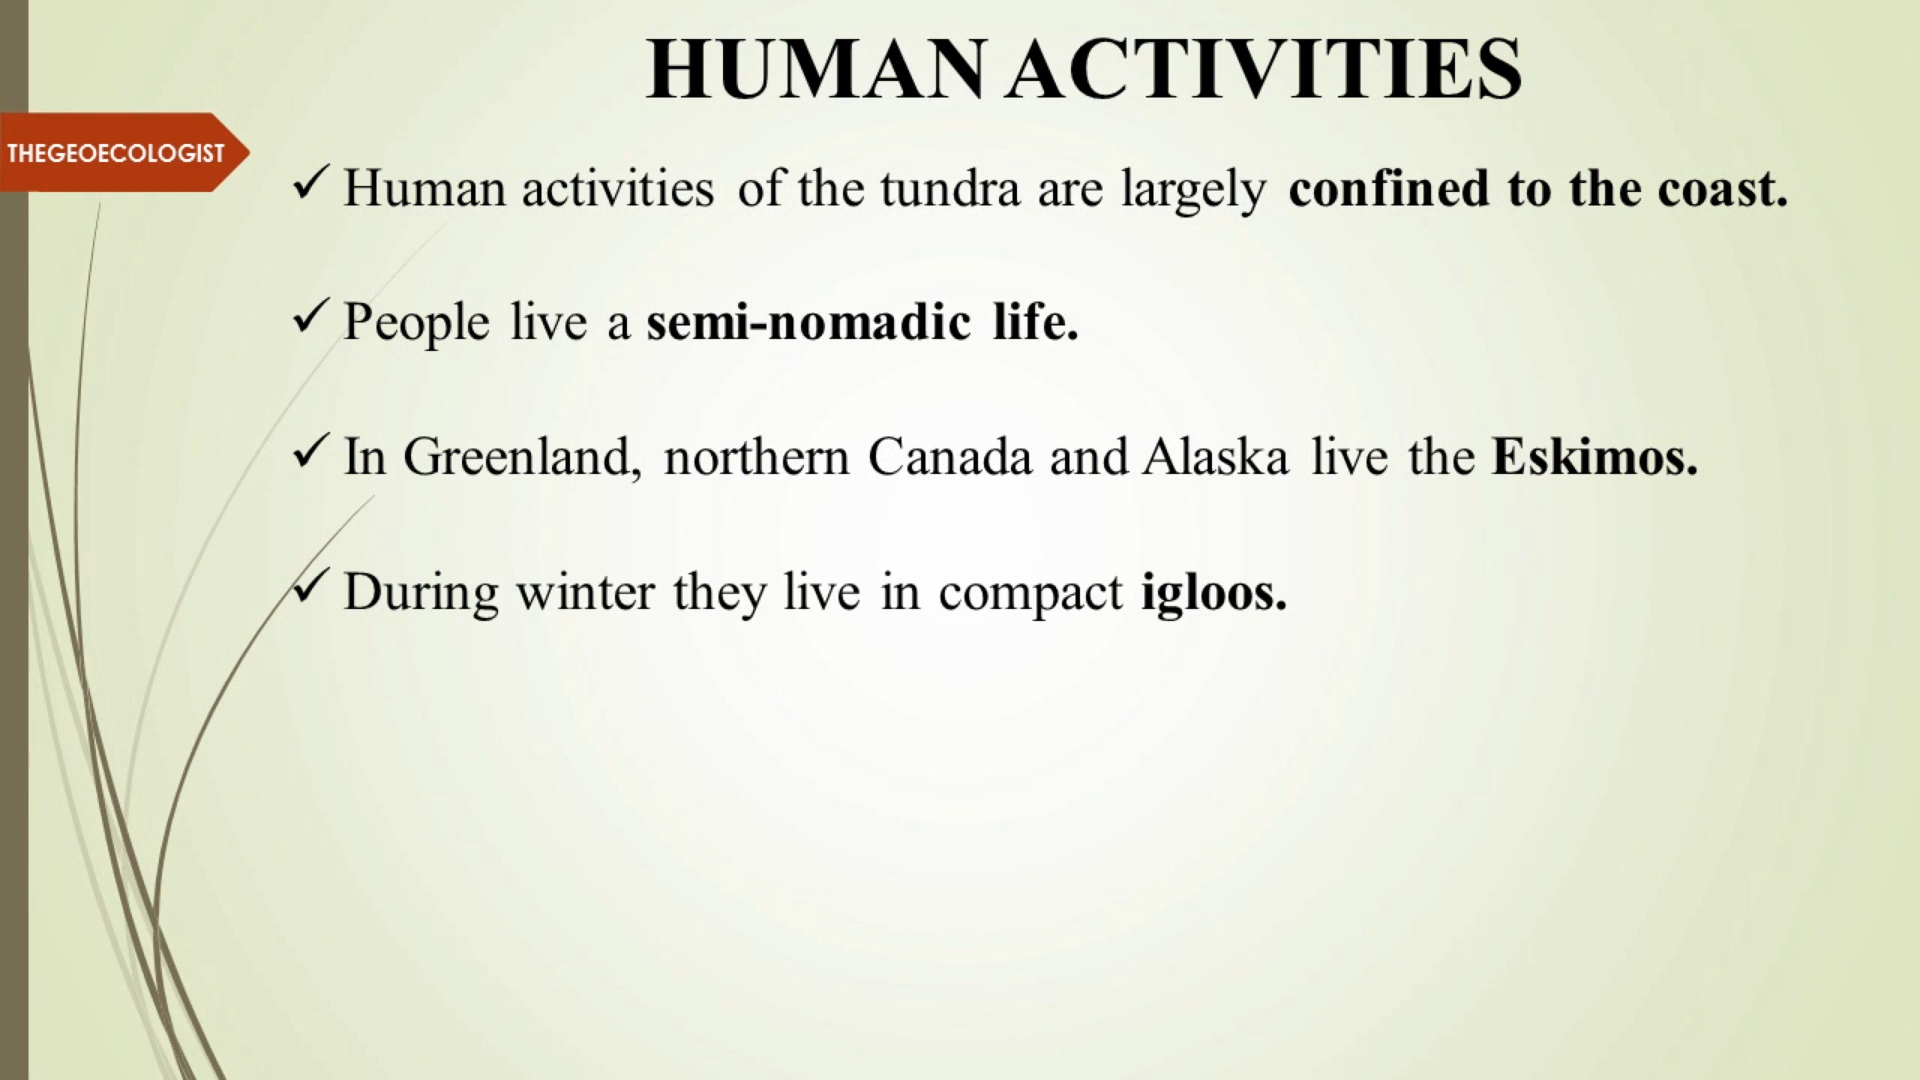 HUMAN ACTIVITIES
THEGEOECOLOGIST
✓ Human activities of the tundra are largely confined to the coast.
✓ People live a semi-nomadic life.
✓ In Greenland, northern Canada and Alaska live the Eskimos.
✓ During winter they live in compact igloos.